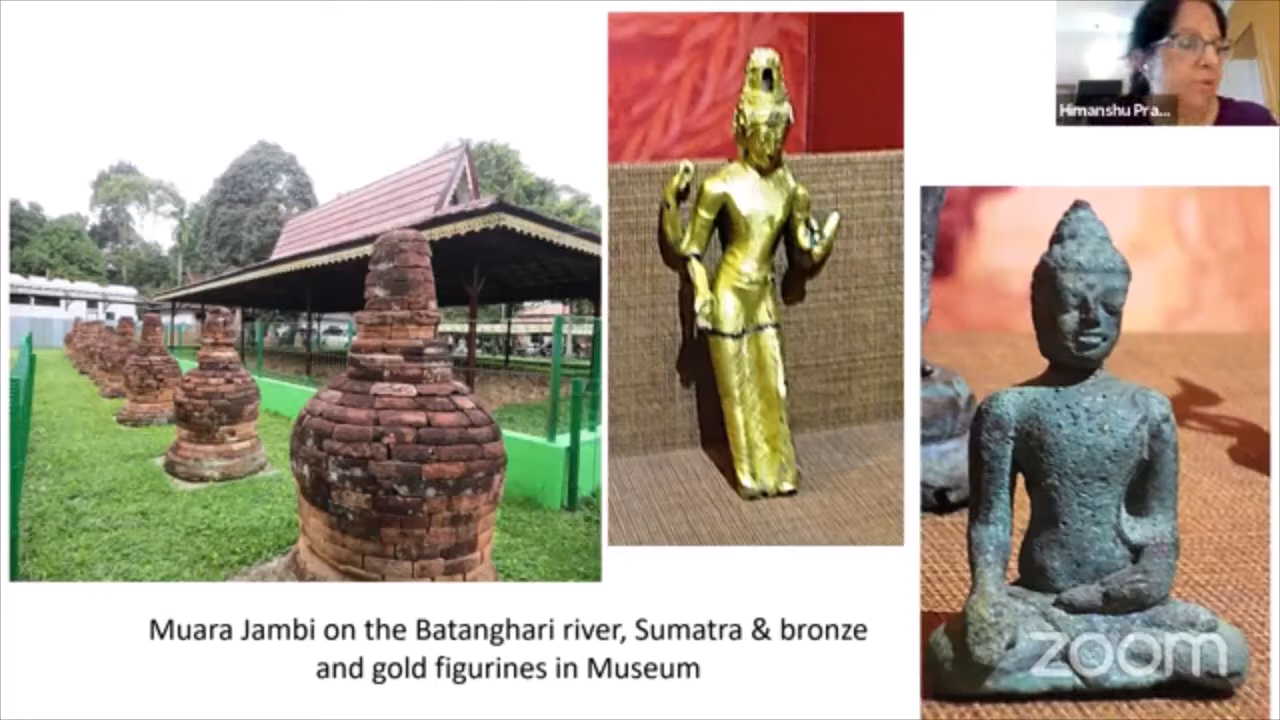 Himanshu Pra...
Muara Jambi on the Batanghari river, Sumatra & bronze
and gold figurines in Museum
zoom